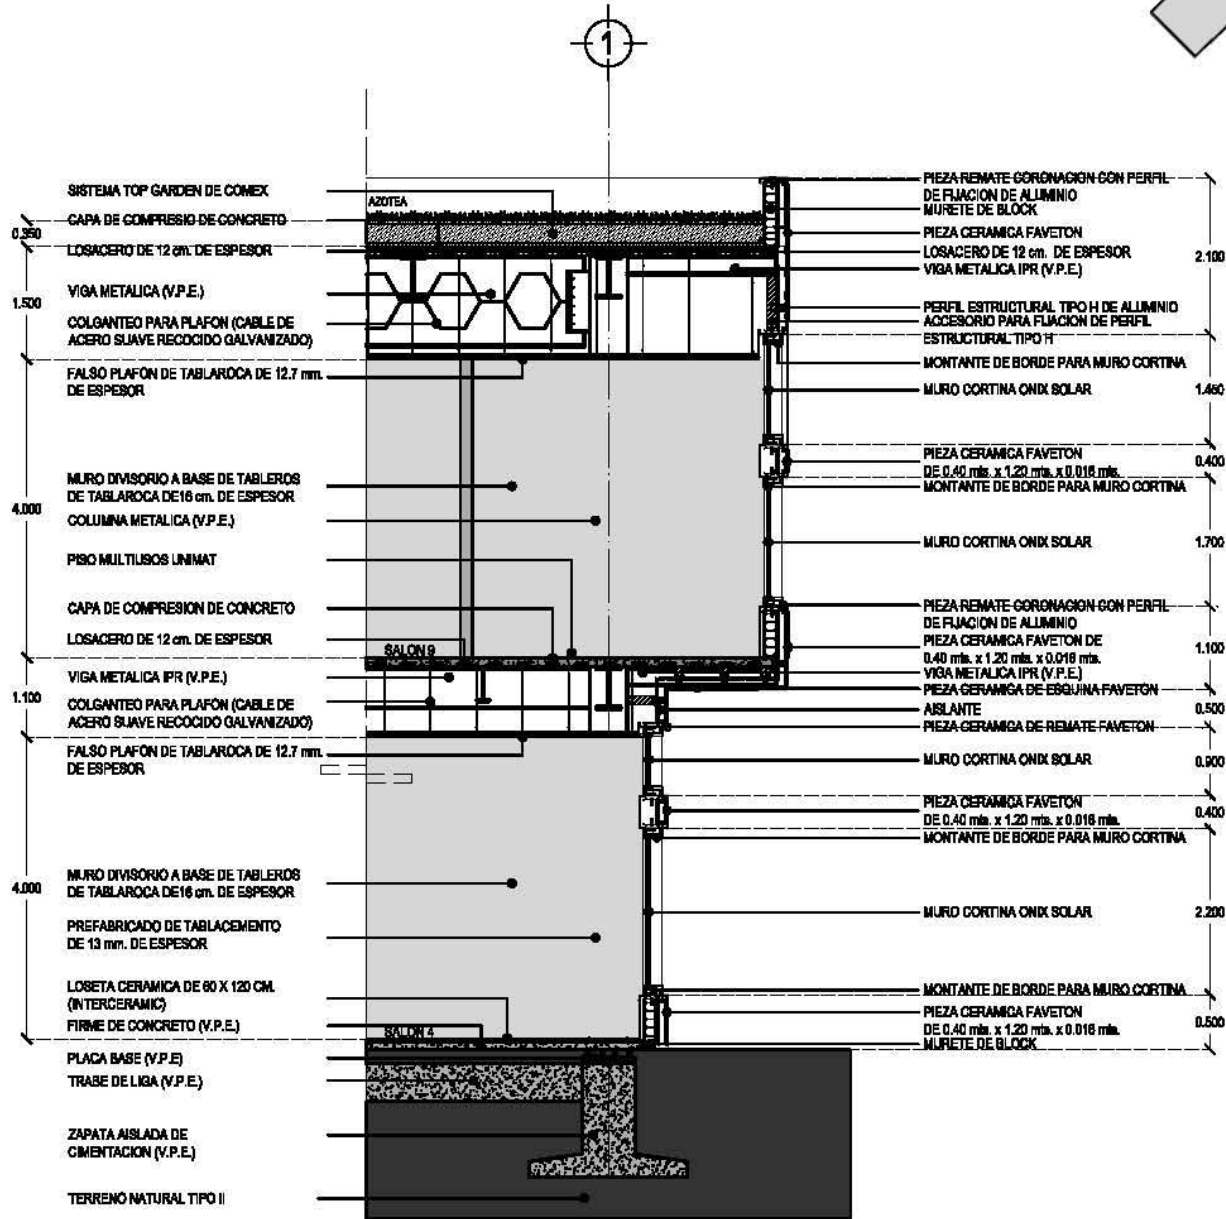 1
SISTEMA TOP GARDEN DE COMEX
CAPA DE COMPRESIO DE CONCRETO
0.350
LOSACERO DE 12 cm. DE ESPESOR
1.500
VIGA METALICA (V.P.E.)
COLGANTEO PARA PLAFON (CABLE DE
ACERO SUAVE RECOCIDO GALVANIZADO)
FALSO PLAFON DE TABLAROCA DE 12.7 mm.
DE ESPESOR
MURO DIVISORIO A BASE DE TABLEROS
DE TABLAROCA DE16 cm. DE ESPESOR
4.000
COLUMNA METALICA (V.P.E.)
PISO MULTIUSOS UNIMAT
CAPA DE COMPRESION DE CONCRETO
LOSACERO DE 12 cm. DE ESPESOR
VIGA METALICA IPR (V.P.E.)
1.100
COLGANTEO PARA PLAFON (CABLE DE
ACERO SUAVE RECOCIDO GALVANIZADO)
FALSO PLAFON DE TABLAROCA DE 12.7 mm.
DE ESPESOR
MURO DIVISORIO A BASE DE TABLEROS
DE TABLAROCA DE16 cm. DE ESPESOR
4.000
PREFABRICADO DE TABLACEMENTO
DE 13 mm. DE ESPESOR
LOSETA CERAMICA DE 60 X 120 CM.
(INTERCERAMIC)
FIRME DE CONCRETO (V.P.E.)
PLACA BASE (V.P.E)
TRABE DE LIGA (V.P.E.)
ZAPATA AISLADA DE
CIMENTACION (V.P.E.)
TERRENO NATURAL TIPO II
AZOTEA
SALON 9
SALON 4
PIEZA REMATE CORONACION CON PERFIL
DE FIJACION DE ALUMINIO
MURETE DE BLOCK
PIEZA CERAMICA FAVETON
LOSACERO DE 12 cm. DE ESPESOR
2.100
VIGA METALICA IPR (V.P.E.)
PERFIL ESTRUCTURAL TIPO H DE ALUMINIO
ACCESORIO PARA FIJACION DE PERFIL
ESTRUCTURAL TIPO H
MONTANTE DE BORDE PARA MURO CORTINA
MURO CORTINA ONIX SOLAR
1.450
PIEZA CERAMICA FAVETON
0.400
DE 0.40 mts. x 1.20 mts. x 0.016 mts.
MONTANTE DE BORDE PARA MURO CORTINA
MURO CORTINA ONIX SOLAR
1.700
PIEZA REMATE CORONACION CON PERFIL
DE FIJACION DE ALUMINIO
PIEZA CERAMICA FAVETON DE
1.100
0.40 mts. x 1.20 mts. x 0.016 mts.
VIGA METALICA IPR (V.P.E.)
PIEZA CERAMICA DE ESQUINA FAVETON
AISLANTE
0.500
PIEZA CERAMICA DE REMATE FAVETON
MURO CORTINA ONIX SOLAR
0.900
PIEZA CERAMICA FAVETON
DE 0.40 mts. x 1.20 mts. x 0.016 mts.
0.400
MONTANTE DE BORDE PARA MURO CORTINA
MURO CORTINA ONIX SOLAR
2.200
MONTANTE DE BORDE PARA MURO CORTINA
PIEZA CERAMICA FAVETON
0.500
DE 0.40 mts. x 1.20 mts. x 0.016 mts.
MURETE DE BLOCK